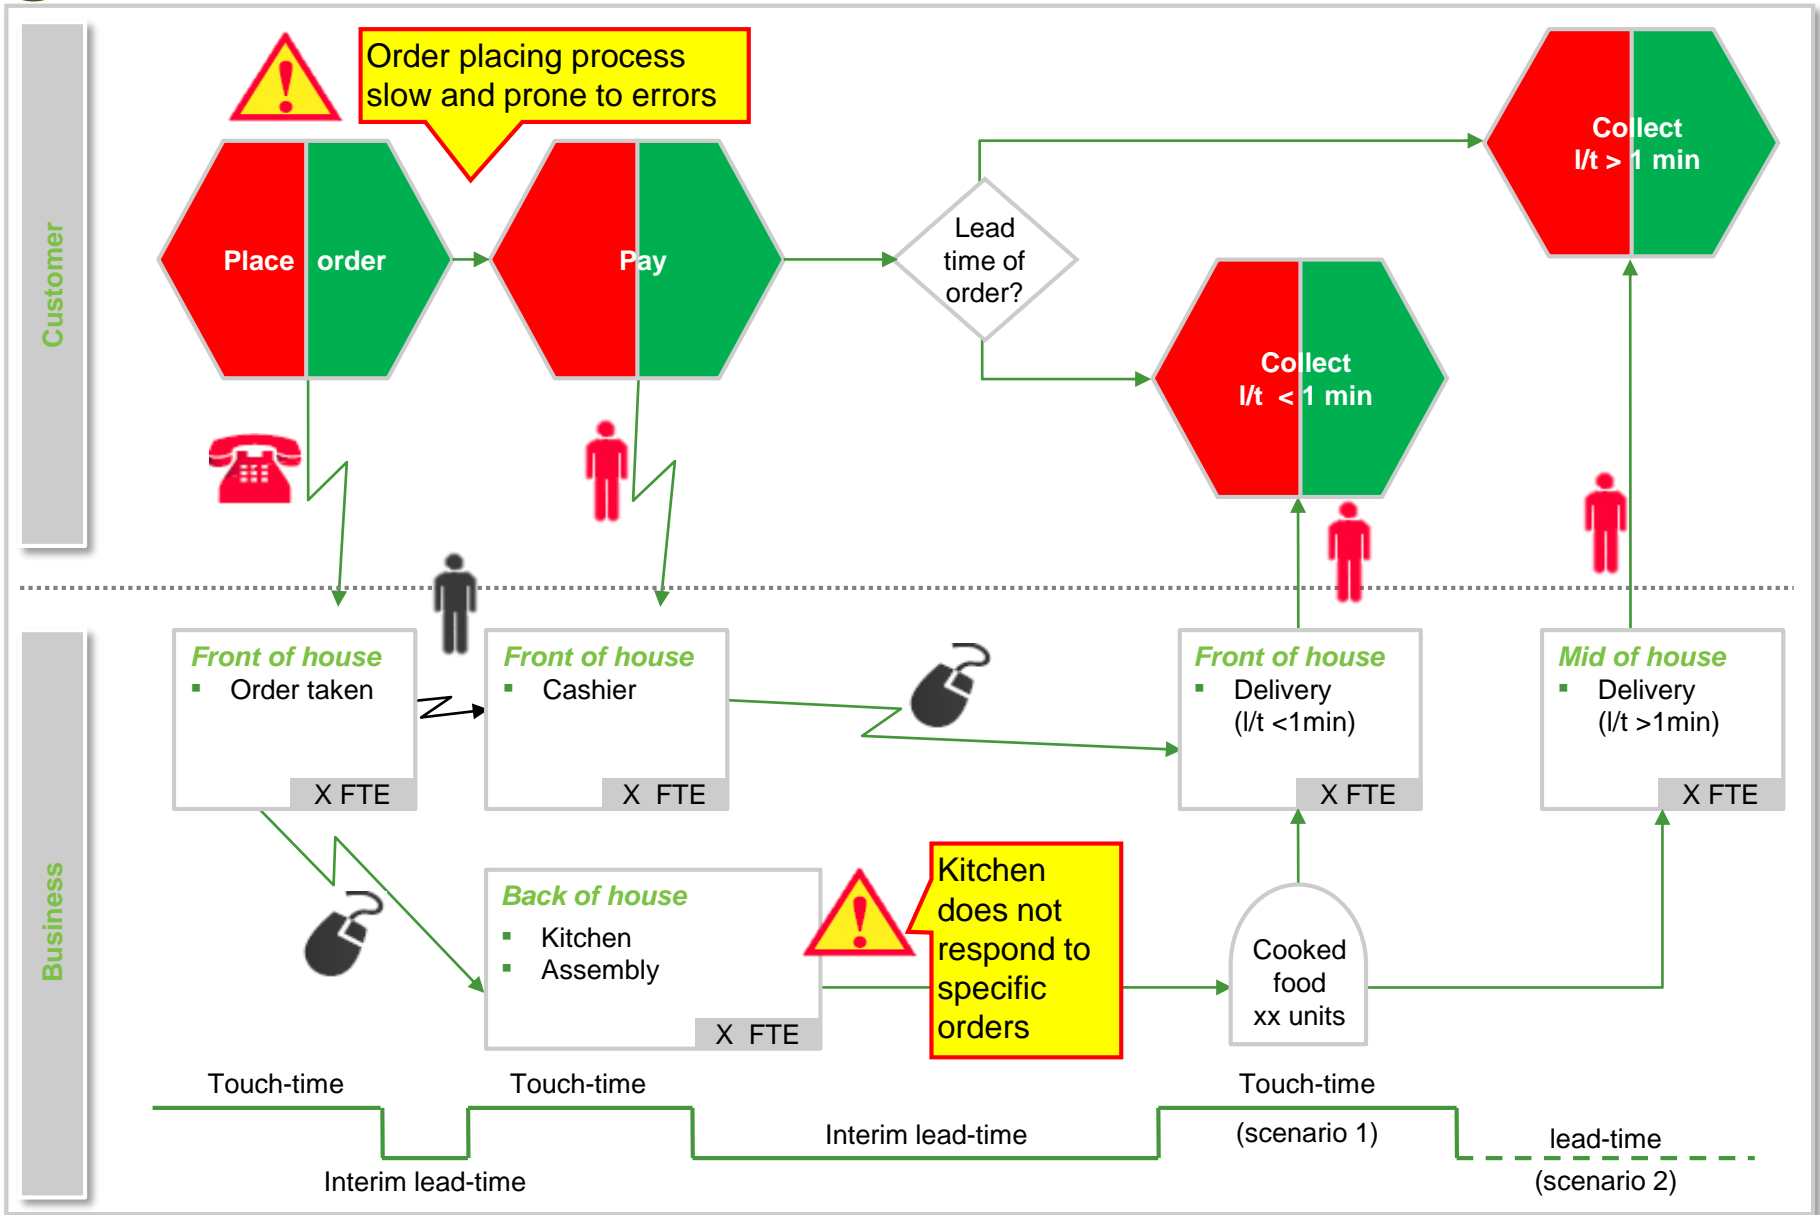 Customer
Order placing process
slow and prone to errors
Place order
Pay
Lead
time of
order?
Collect
l/t > 1 min
Collect
l/t < 1 min
Business
Front of house
▪ Order taken
X FTE
Front of house
▪ Cashier
X FTE
Front of house
▪ Delivery
(l/t <1min)
X FTE
Mid of house
▪ Delivery
(l/t >1min)
X FTE
Back of house
▪ Kitchen
▪ Assembly
X FTE
Kitchen
does not
respond to
specific
orders
Cooked
food
xx units
Touch-time
Interim lead-time
Touch-time
Interim lead-time
Touch-time
(scenario 1)
lead-time
(scenario 2)